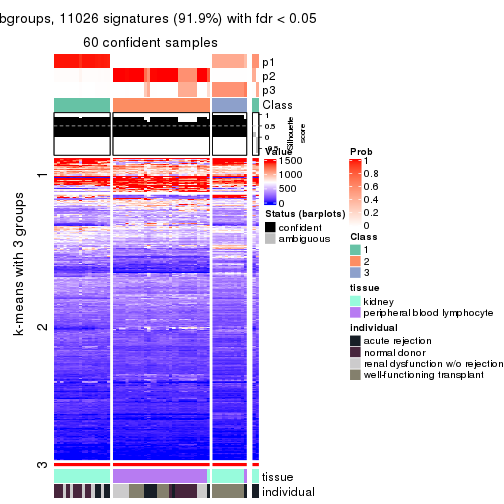 bgroups, 11026 signatures (91.9%) with fdr < 0.05
60 confident samples
p1
p2
p3
Class
1
0.5
0
-0.5
Silhouette
score
k-means with 3 groups
1
2
3
tissue
individual
Value
1500
1000
500
0
Status (barplots)
confident
ambiguous
Prob
1
0.8
0.6
0.4
0.2
0
Class
1
2
3
tissue
kidney
peripheral blood lymphocyte
individual
acute rejection
normal donor
renal dysfunction w/o rejection
well-functioning transplant